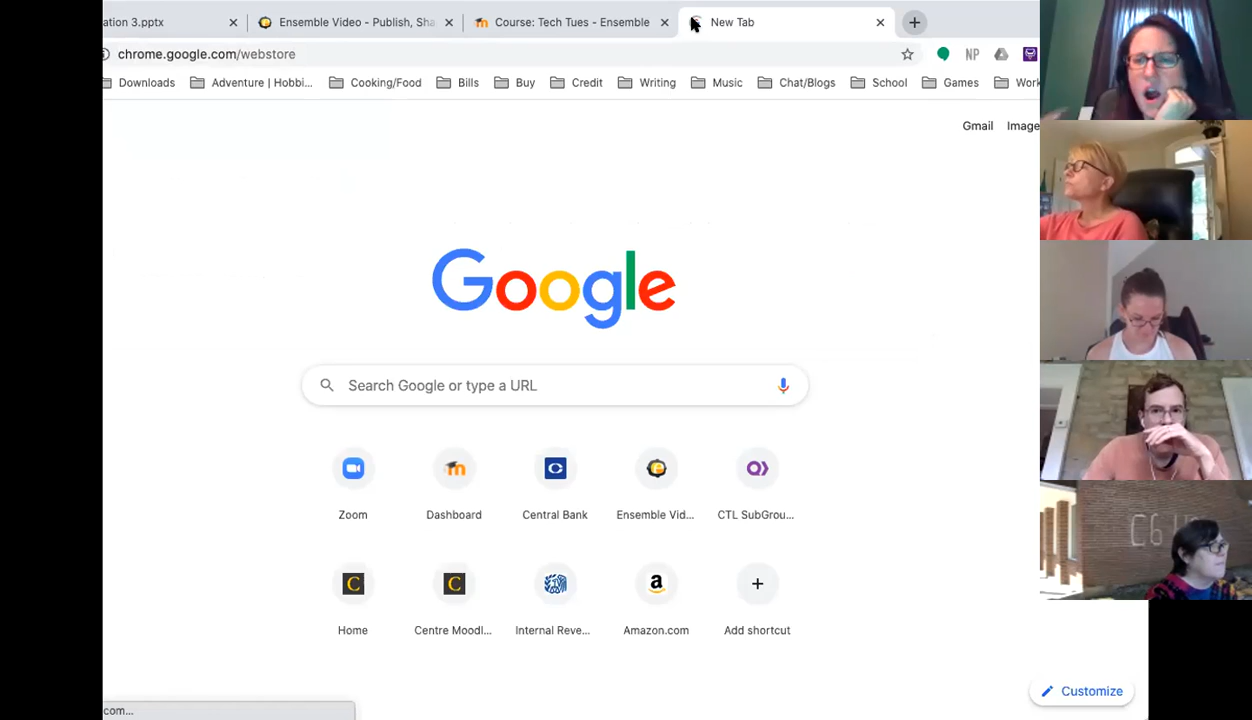 ation 3.pptx
Ensemble Video - Publish, Sha
Course: Tech Tues - Ensemble
New Tab
chrome.google.com/webstore
NP
Downloads
Adventure | Hobbi...
Cooking/Food
Bills
Buy
Credit
Writing
Music
Chat/Blogs
School
Games
Work
Gmail
Image
Google
Search Google or type a URL
Zoom
Dashboard
Central Bank
Ensemble Vid...
CTL SubGrou...
Home
Centre Moodl...
Internal Reve...
Amazon.com
Add shortcut
Customize
com...